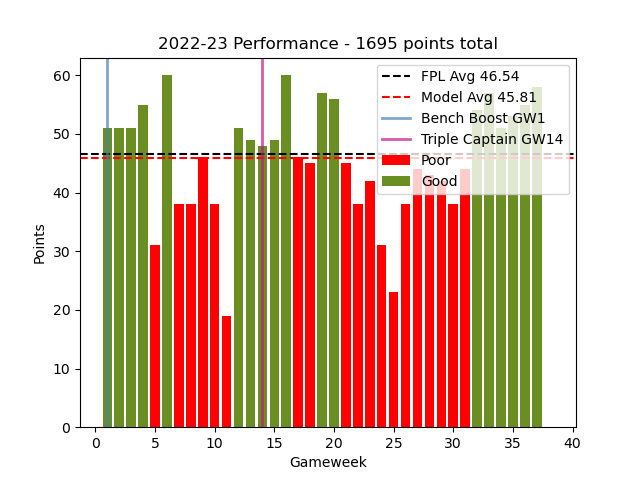 2022-23 Performance - 1695 points total
FPL Avg 46.54
Model Avg 45.81
Bench Boost GW1
Triple Captain GW14
Poor
Good
Points
60
50
40
30
20
10
0
0 5 10 15 20 25 30 35 40
Gameweek